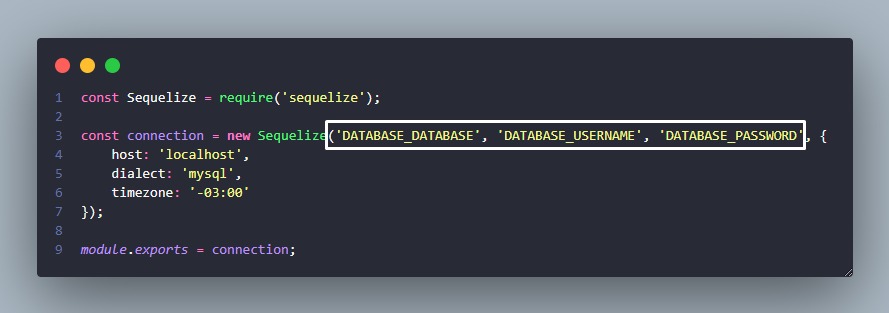 1 const Sequelize = require('sequelize');
2
3 const connection = new Sequelize('DATABASE_DATABASE', 'DATABASE_USERNAME', 'DATABASE_PASSWORD', {
4     host: 'localhost',
5     dialect: 'mysql',
6     timezone: '-03:00'
7 });
8
9 module.exports = connection;